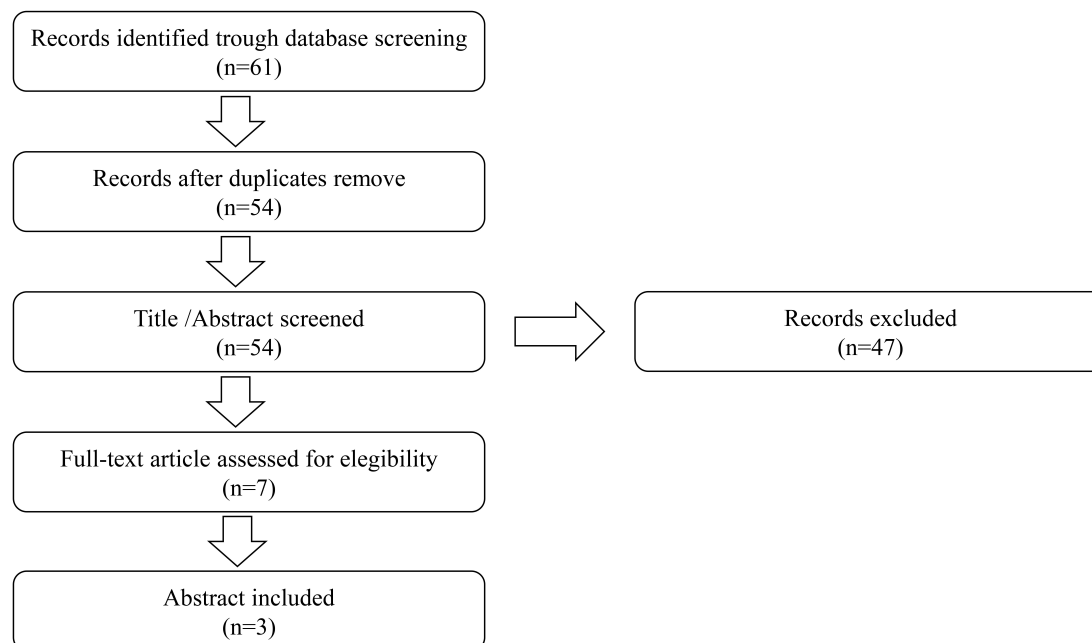 Records identified trough database screening
(n=61)
Records after duplicates remove
(n=54)
Title /Abstract screened
(n=54)
Records excluded
(n=47)
Full-text article assessed for elegibility
(n=7)
Abstract included
(n=3)